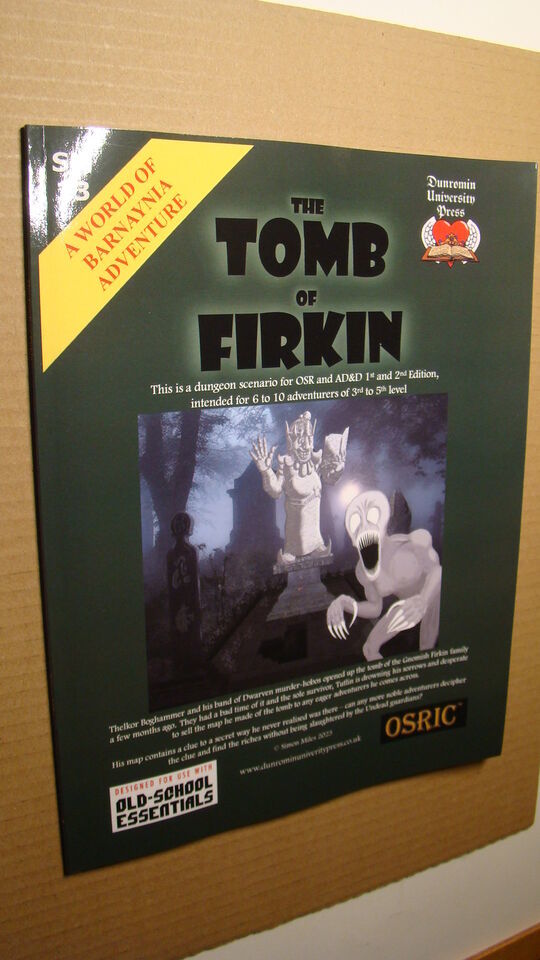 A WORLD OF
BARNAYNIA
ADVENTURE
Dunromin
University
Press
THE
TOMB
OF
FIRKIN
This is a dungeon scenario for OSR and AD&D 1st and 2nd Edition,
intended for 6 to 10 adventurers of 3rd to 5th level
Thelkor Boghammer and his band of Dwarven murder-hobos opened up the tomb of the Gnomish Firkin family
a few months ago. They had a bad time of it and the sole survivor, Tutlin is drowning his sorrows and desperate
to sell the map he made of the tomb to any eager adventurers he comes across.
His map contains a clue to a secret way he never realised was there – can any more noble adventurers decipher
the clue and find the riches without being slaughtered by the Undead guardians?
© Simon Miles 2023
www.dunrominuniveritypress.co.uk
OSRIC™
DESIGNED FOR USE WITH
OLD-SCHOOL
ESSENTIALS